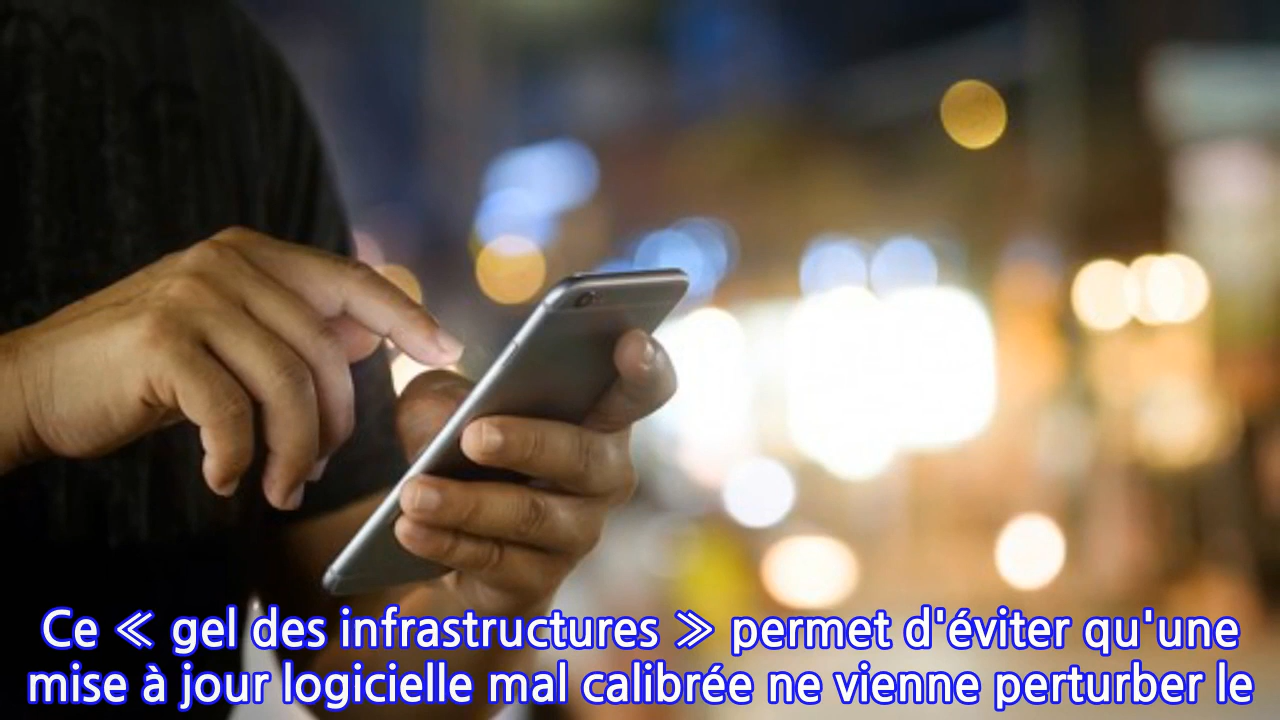 Ce ≪ gel des infrastructures ≫ permet d'éviter qu'une
mise à jour logicielle mal calibrée ne vienne perturber le